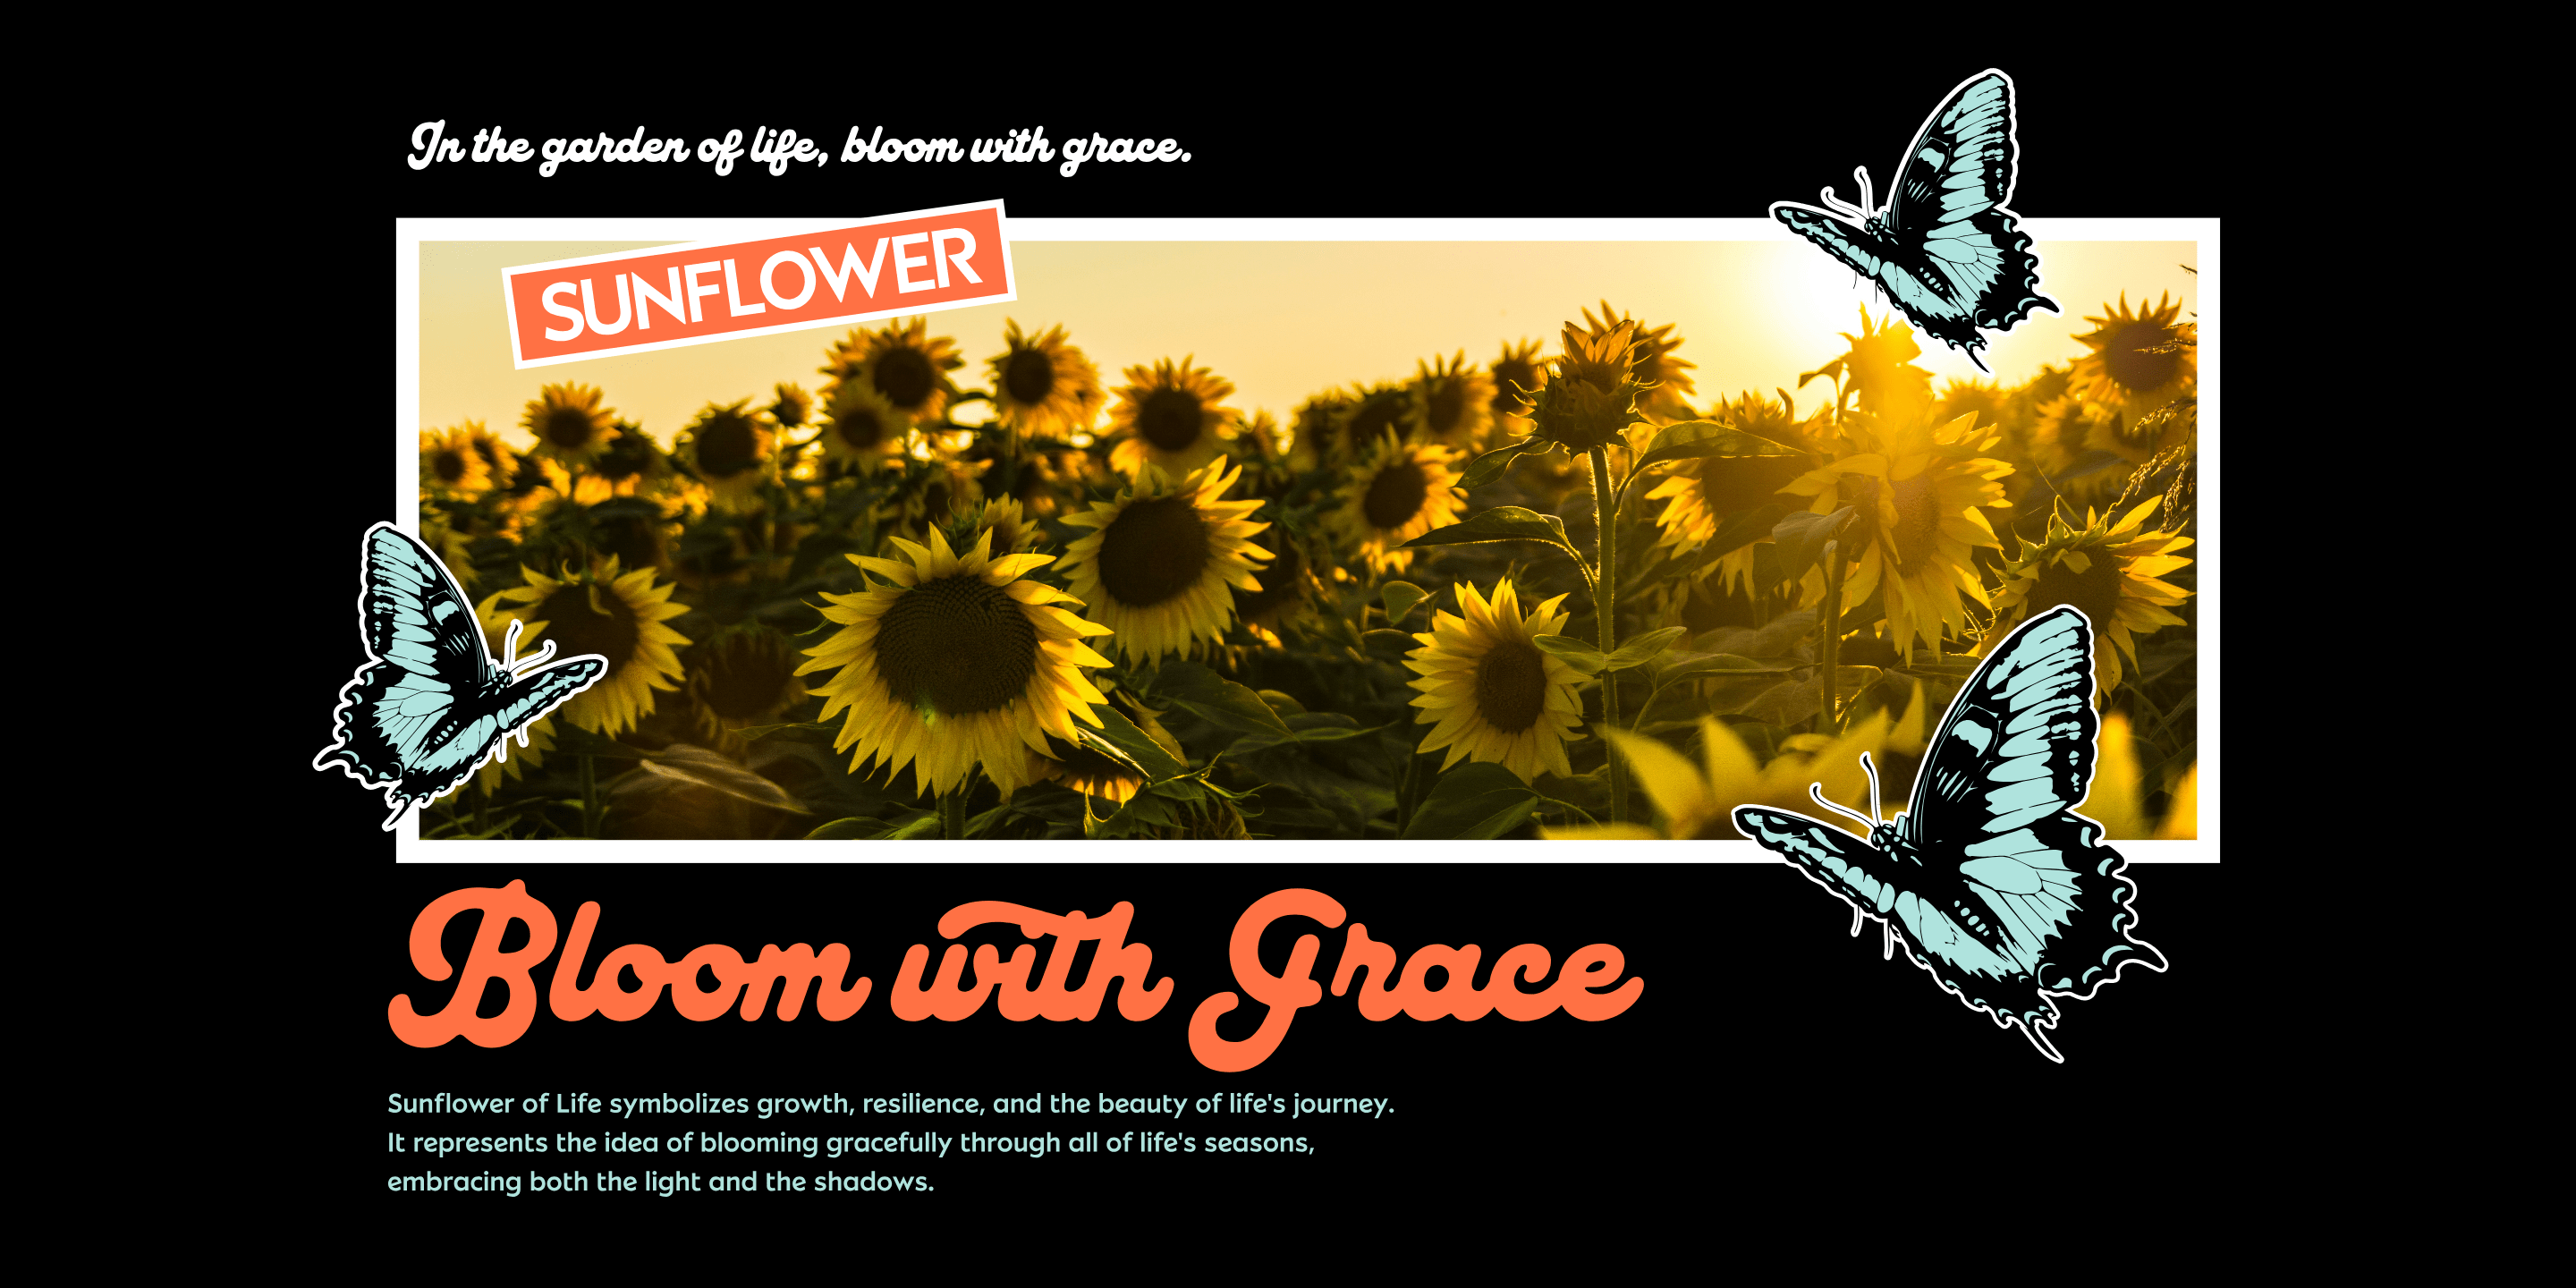 In the garden of life, bloom with grace.
SUNFLOWER
Bloom with Grace
Sunflower of Life symbolizes growth, resilience, and the beauty of life's journey.
It represents the idea of blooming gracefully through all of life's seasons,
embracing both the light and the shadows.